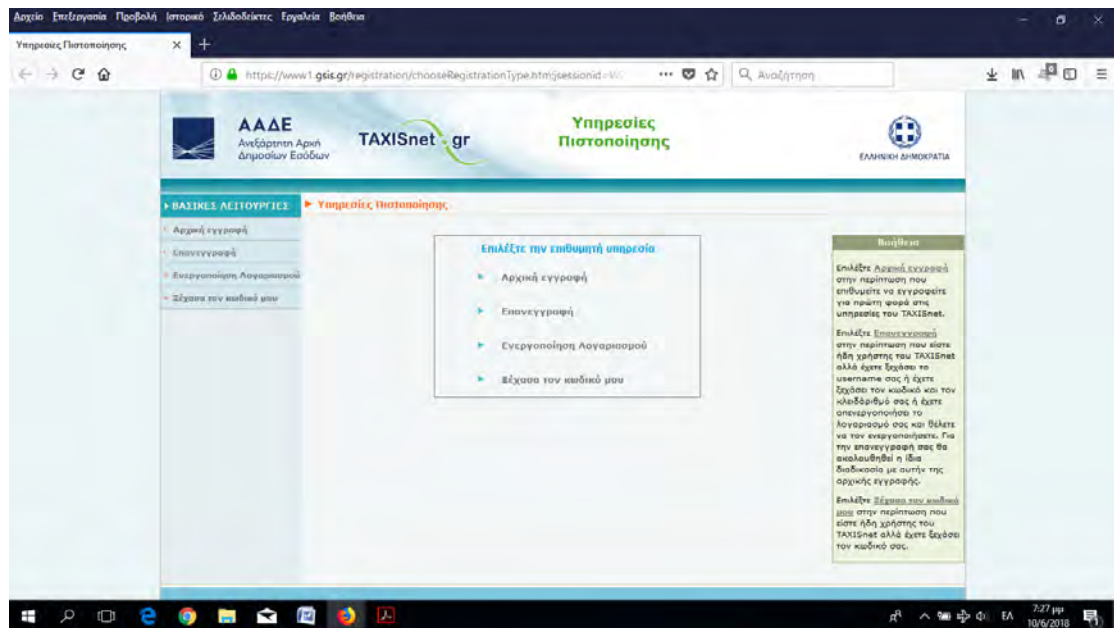 Αρχείο Επεξεργασία Προβολή Ιστορικό Σελιδοδείκτες Εργαλεία Βοήθεια
Υπηρεσίες Πιστοποίησης
https://www1.gsis.gr/registration/chooseRegistrationType.htm;jsessionid=
Αναζήτηση
ΑΑΔΕ
Ανεξάρτητη Αρχή
Δημοσίων Εσόδων
TAXISnet.gr
Υπηρεσίες
Πιστοποίησης
ΕΛΛΗΝΙΚΗ ΔΗΜΟΚΡΑΤΙΑ
ΒΑΣΙΚΕΣ ΛΕΙΤΟΥΡΓΙΕΣ
Αρχική εγγραφή
Επανεγγραφή
Ενεργοποίηση Λογαριασμού
Ξέχασα τον κωδικό μου
Υπηρεσίες Πιστοποίησης
Επιλέξτε την επιθυμητή υπηρεσία
Αρχική εγγραφή
Επανεγγραφή
Ενεργοποίηση Λογαριασμού
Ξέχασα τον κωδικό μου
Βοήθεια
Επιλέξτε Αρχική εγγραφή
στην περίπτωση που
επιθυμείτε να εγγραφείτε
για πρώτη φορά στις
υπηρεσίες του TAXISnet.
Επιλέξτε Επανεγγραφή
στην περίπτωση που είστε
ήδη χρήστης του TAXISnet
αλλά έχετε ξεχάσει το
username σας ή έχετε
ξεχάσει τον κωδικό και τον
κλειδάριθμό σας ή έχετε
απενεργοποιήσει το
λογαριασμό σας και θέλετε
να τον ενεργοποιήσετε. Για
την επανεγγραφή σας θα
ακολουθηθεί η ίδια
διαδικασία με αυτήν της
αρχικής εγγραφής.
Επιλέξτε Ξέχασα τον κωδικό
μου στην περίπτωση που
είστε ήδη χρήστης του
TAXISnet αλλά έχετε ξεχάσει
τον κωδικό σας.
ΕΛ
7:27 μμ
10/6/2018